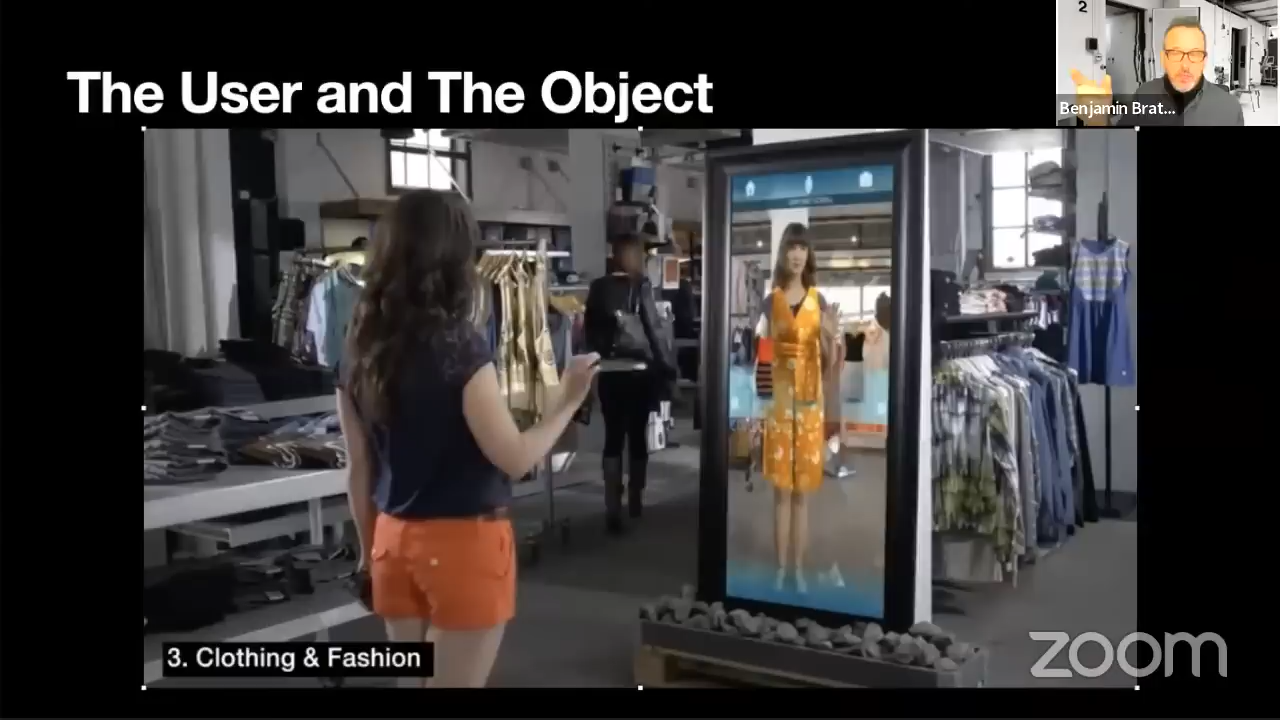 2
The User and The Object
Benjamin Brat...
3. Clothing & Fashion
zoom